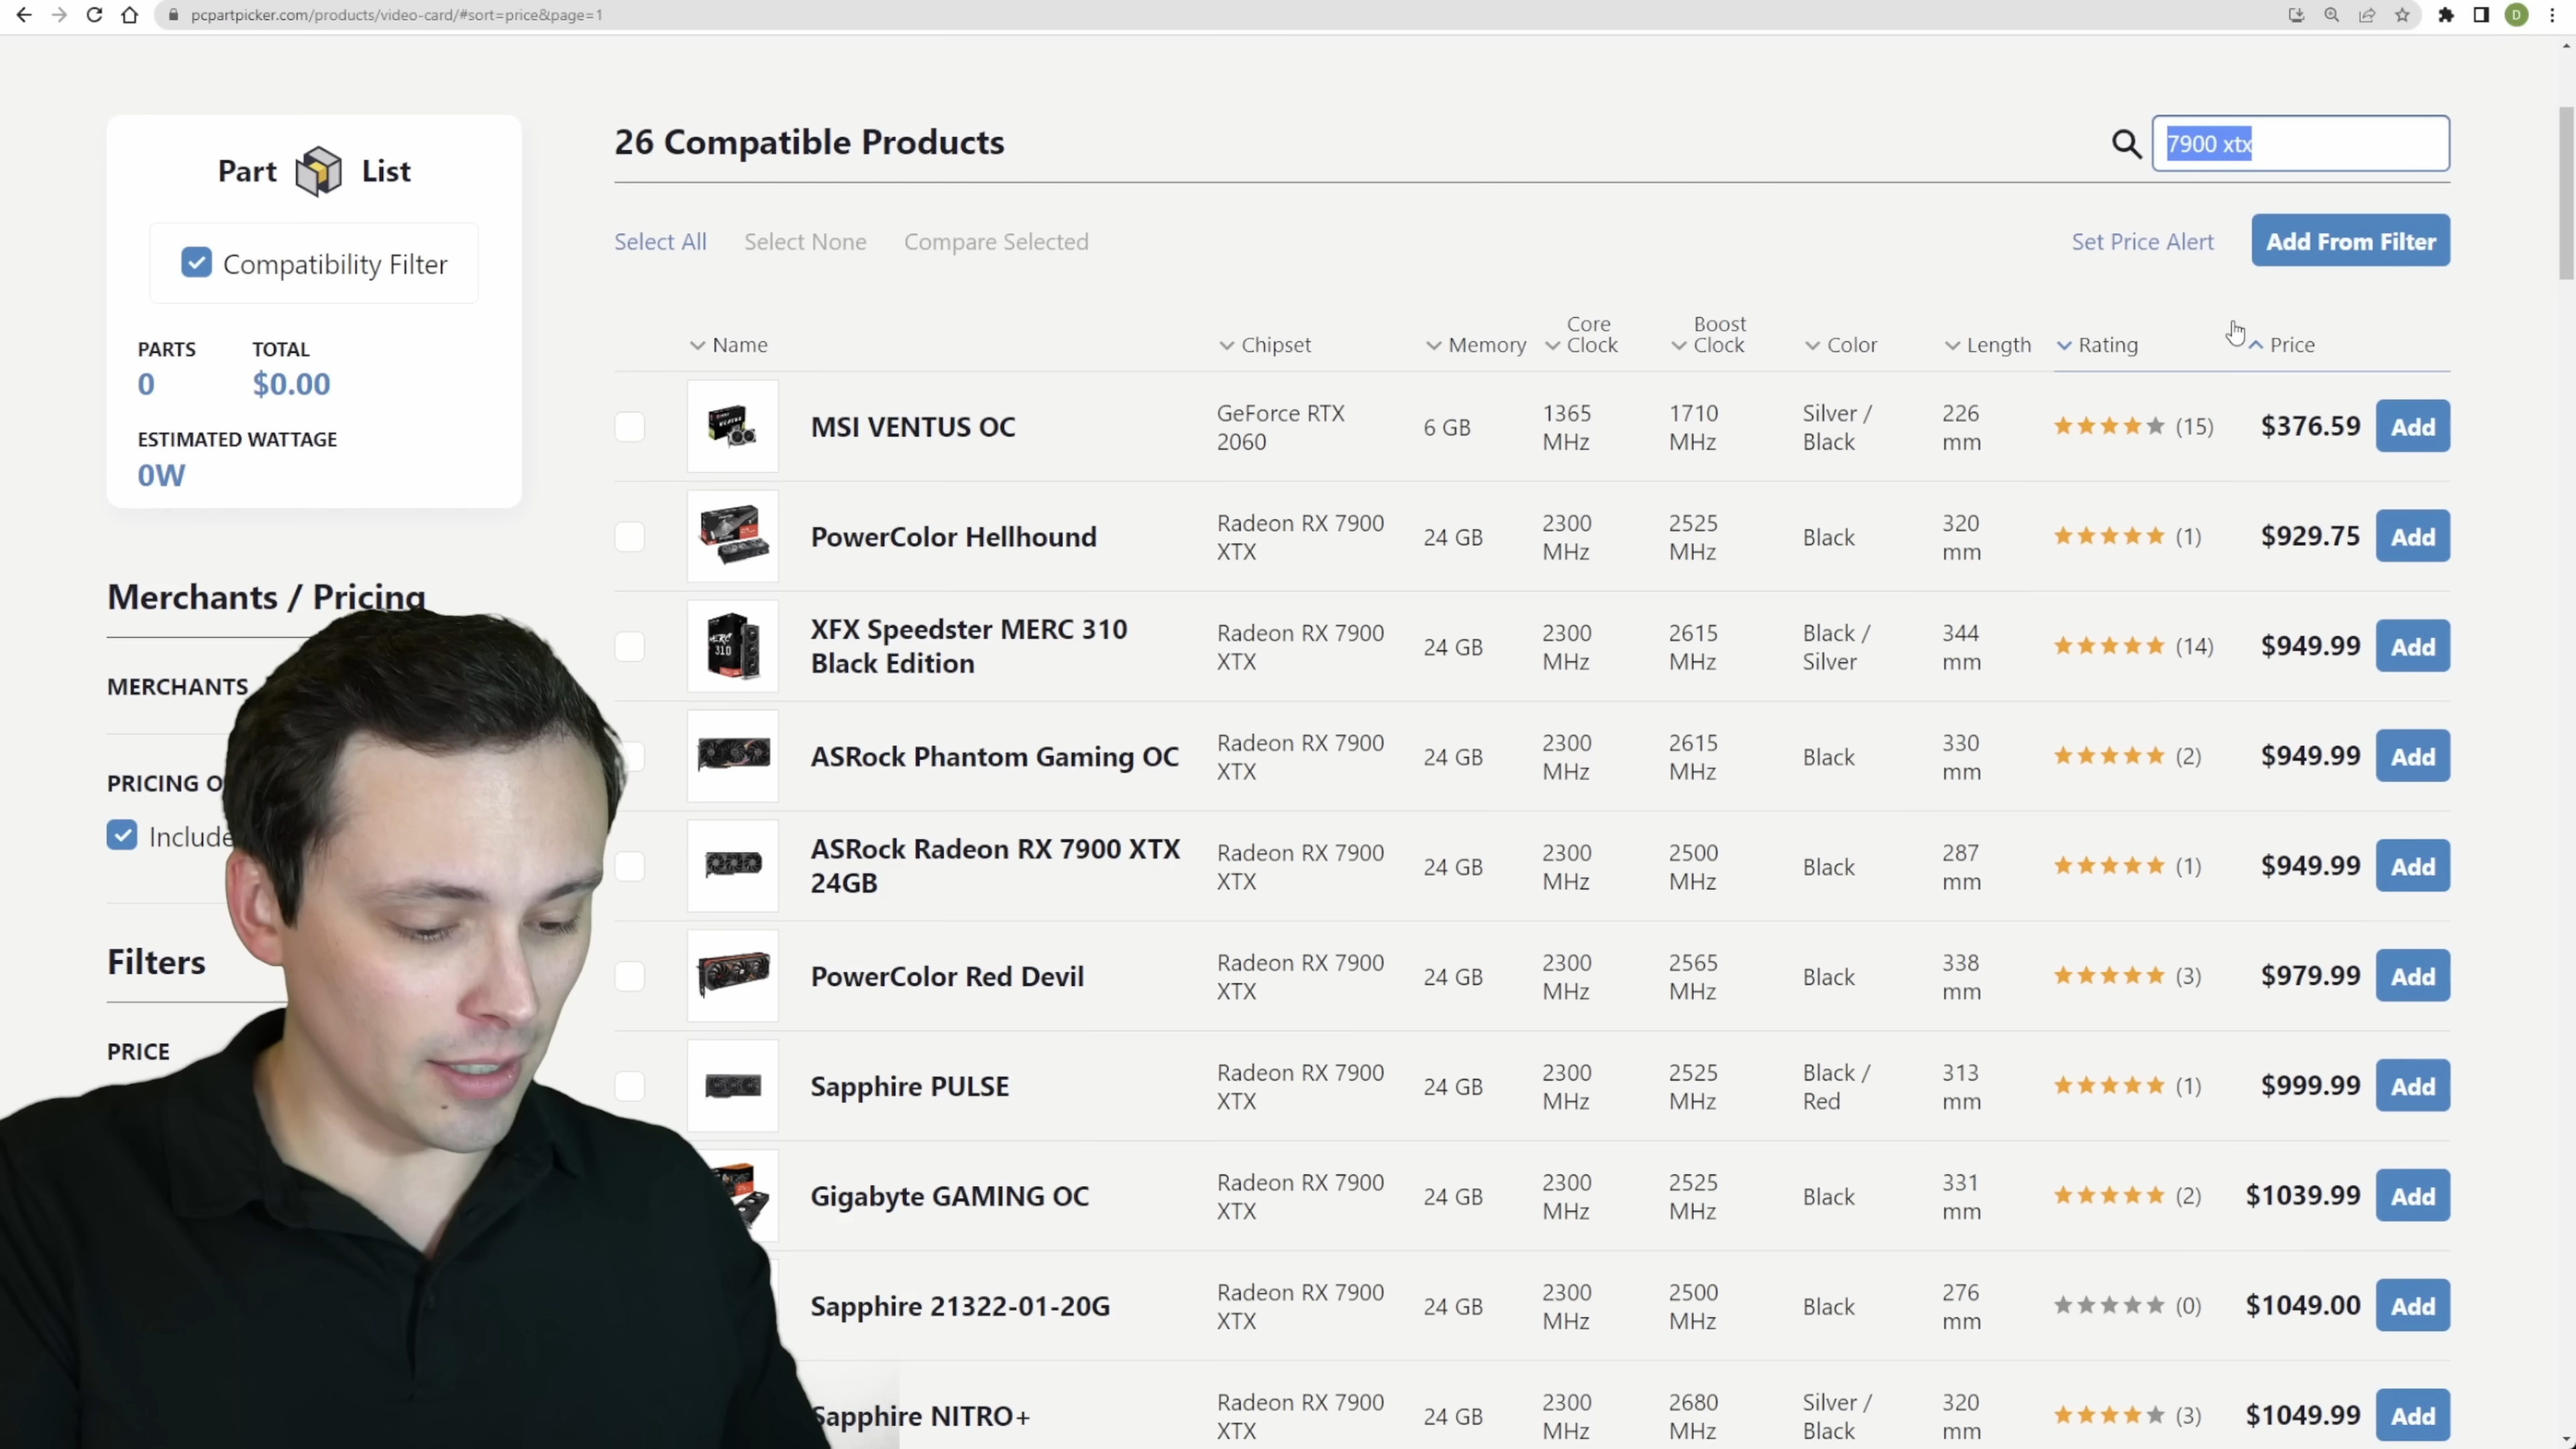 pcpartpicker.com/products/video-card/#sort=price&page=1
D
Part List
Compatibility Filter
PARTS TOTAL
0 $0.00
ESTIMATED WATTAGE
0W
Merchants / Pricing
MERCHANTS
PRICING O
Include
Filters
PRICE
26 Compatible Products
7900 xtx
Select All Select None Compare Selected
Set Price Alert Add From Filter
Name Chipset Memory Core Clock Boost Clock Color Length Rating Price
MSI VENTUS OC GeForce RTX 2060 6 GB 1365 MHz 1710 MHz Silver / Black 226 mm (15) $376.59 Add
PowerColor Hellhound Radeon RX 7900 XTX 24 GB 2300 MHz 2525 MHz Black 320 mm (1) $929.75 Add
XFX Speedster MERC 310 Black Edition Radeon RX 7900 XTX 24 GB 2300 MHz 2615 MHz Black / Silver 344 mm (14) $949.99 Add
ASRock Phantom Gaming OC Radeon RX 7900 XTX 24 GB 2300 MHz 2615 MHz Black 330 mm (2) $949.99 Add
ASRock Radeon RX 7900 XTX 24GB Radeon RX 7900 XTX 24 GB 2300 MHz 2500 MHz Black 287 mm (1) $949.99 Add
PowerColor Red Devil Radeon RX 7900 XTX 24 GB 2300 MHz 2565 MHz Black 338 mm (3) $979.99 Add
Sapphire PULSE Radeon RX 7900 XTX 24 GB 2300 MHz 2525 MHz Black / Red 313 mm (1) $999.99 Add
Gigabyte GAMING OC Radeon RX 7900 XTX 24 GB 2300 MHz 2525 MHz Black 331 mm (2) $1039.99 Add
Sapphire 21322-01-20G Radeon RX 7900 XTX 24 GB 2300 MHz 2500 MHz Black 276 mm (0) $1049.00 Add
Sapphire NITRO+ Radeon RX 7900 XTX 24 GB 2300 MHz 2680 MHz Silver / Black 320 mm (3) $1049.99 Add